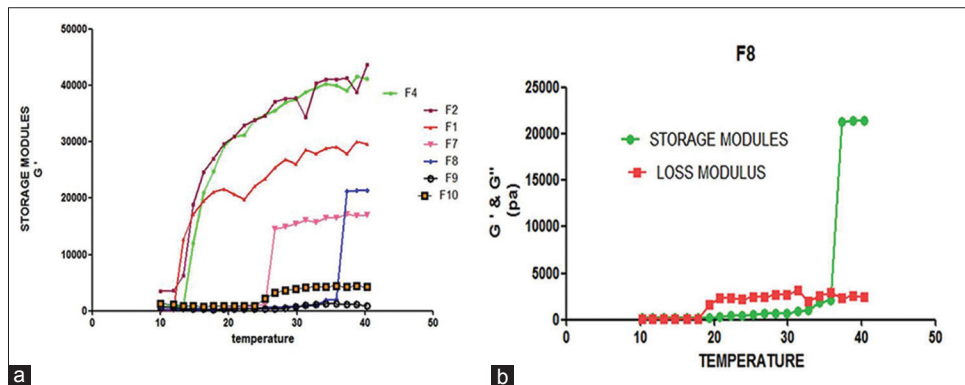 50000
40000
30000
20000
10000
0
STORAGE MODULES
G '
0 10 20 30 40 50
temperature
F4
F2
F1
F7
F8
F9
F10
a
F8
25000
20000
15000
10000
5000
0
G ' & G"
(pa)
STORAGE MODULES
LOSS MODULUS
0 10 20 30 40 50
TEMPERATURE
b